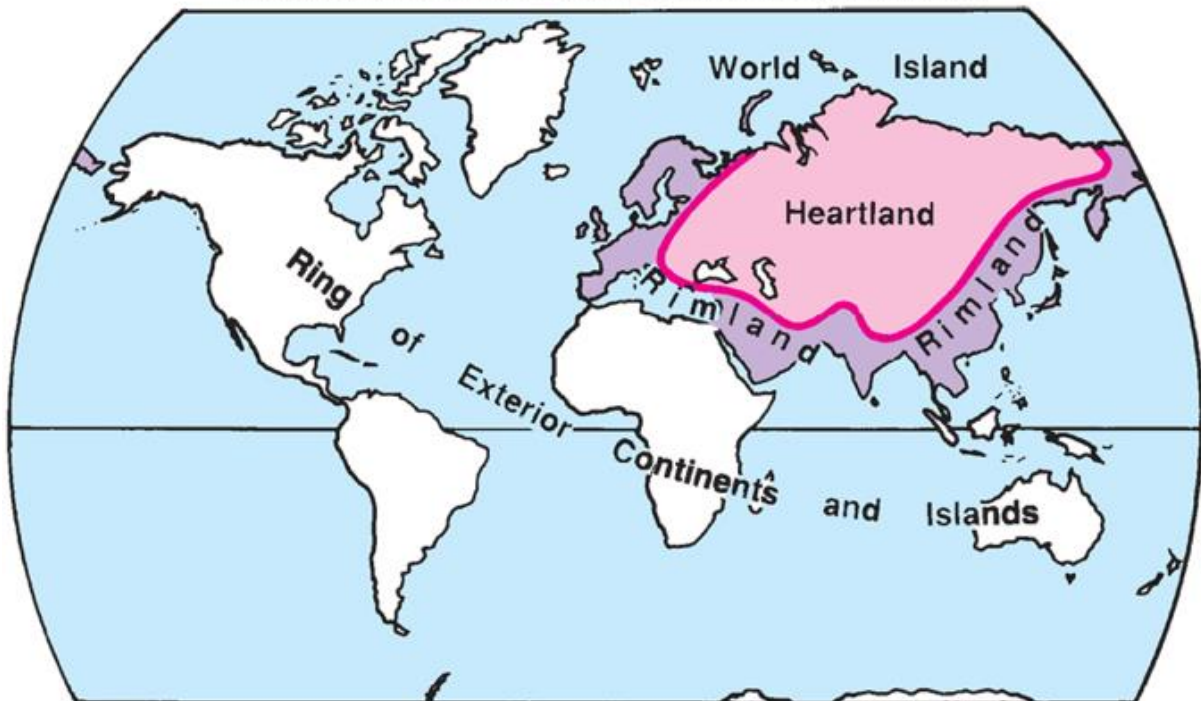 World Island
Heartland
Rimland
Rimland
Ring of Exterior Continents and Islands